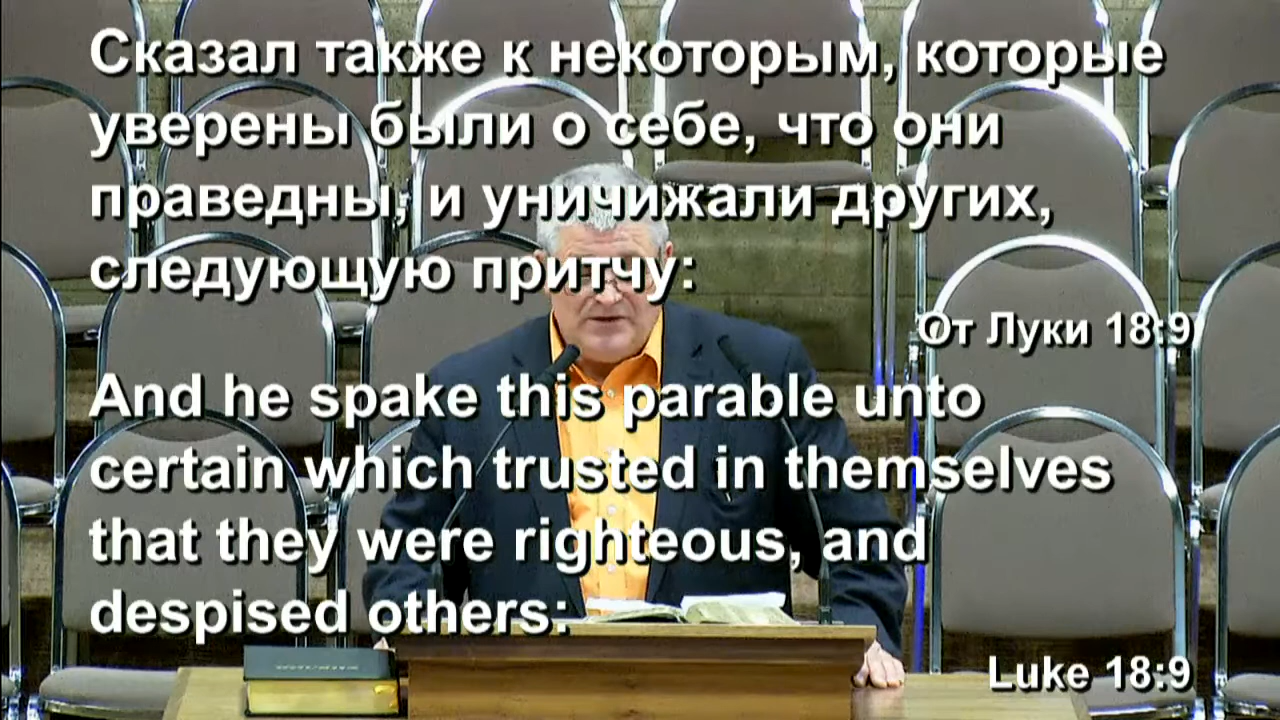 Сказал также к некоторым, которые
уверены были о себе, что они
праведны, и уничижали других,
следующую притчу:
От Луки 18:9
And he spake this parable unto
certain which trusted in themselves
that they were righteous, and
despised others:
Luke 18:9